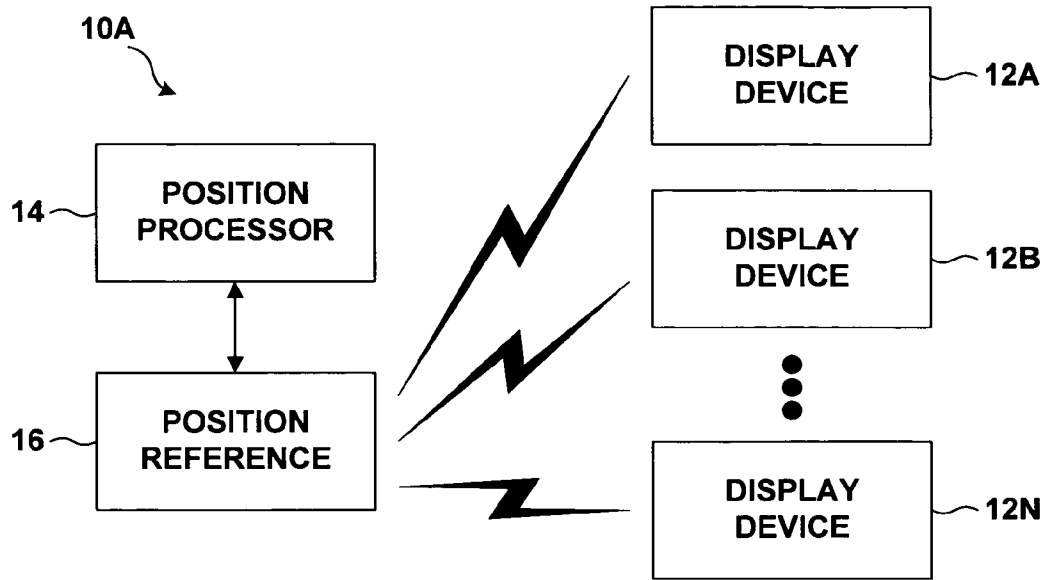 10A
POSITION
PROCESSOR
14
POSITION
REFERENCE
16
DISPLAY
DEVICE
12A
DISPLAY
DEVICE
12B
DISPLAY
DEVICE
12N